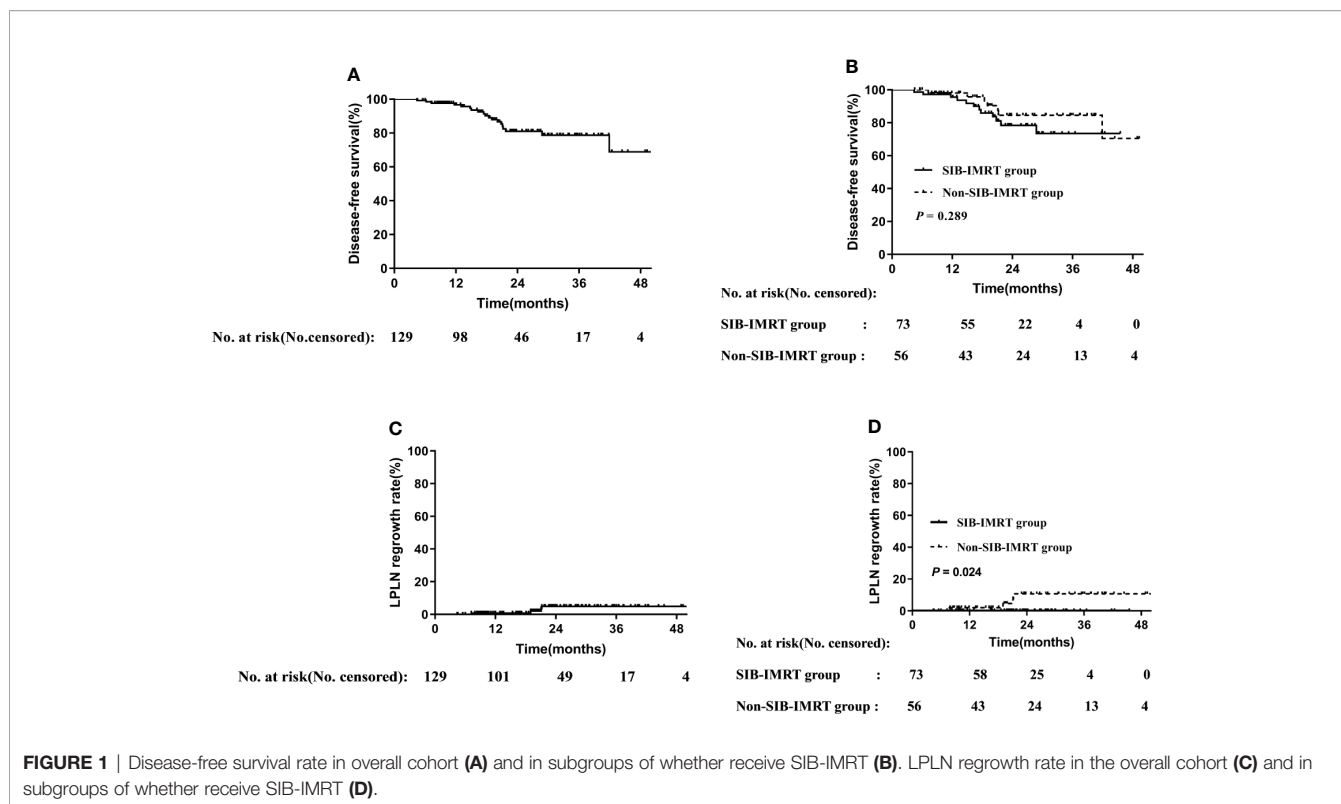 A
100
80
60
40
20
0
Disease-free survival(%)
0 12 24 36 48
Time(months)
No. at risk(No.censored): 129 98 46 17 4
B
100
80
60
40
20
0
Disease-free survival(%)
SIB-IMRT group
Non-SIB-IMRT group
P = 0.289
0 12 24 36 48
Time(months)
No. at risk(No. censored):
SIB-IMRT group : 73 55 22 4 0
Non-SIB-IMRT group : 56 43 24 13 4
C
100
80
60
40
20
0
LPLN regrowth rate(%)
0 12 24 36 48
Time(months)
No. at risk(No. censored): 129 101 49 17 4
D
100
80
60
40
20
0
LPLN regrowth rate(%)
SIB-IMRT group
Non-SIB-IMRT group
P = 0.024
0 12 24 36 48
Time(months)
No. at risk(No. censored):
SIB-IMRT group : 73 58 25 4 0
Non-SIB-IMRT group : 56 43 24 13 4
FIGURE 1 | Disease-free survival rate in overall cohort (A) and in subgroups of whether receive SIB-IMRT (B). LPLN regrowth rate in the overall cohort (C) and in
subgroups of whether receive SIB-IMRT (D).